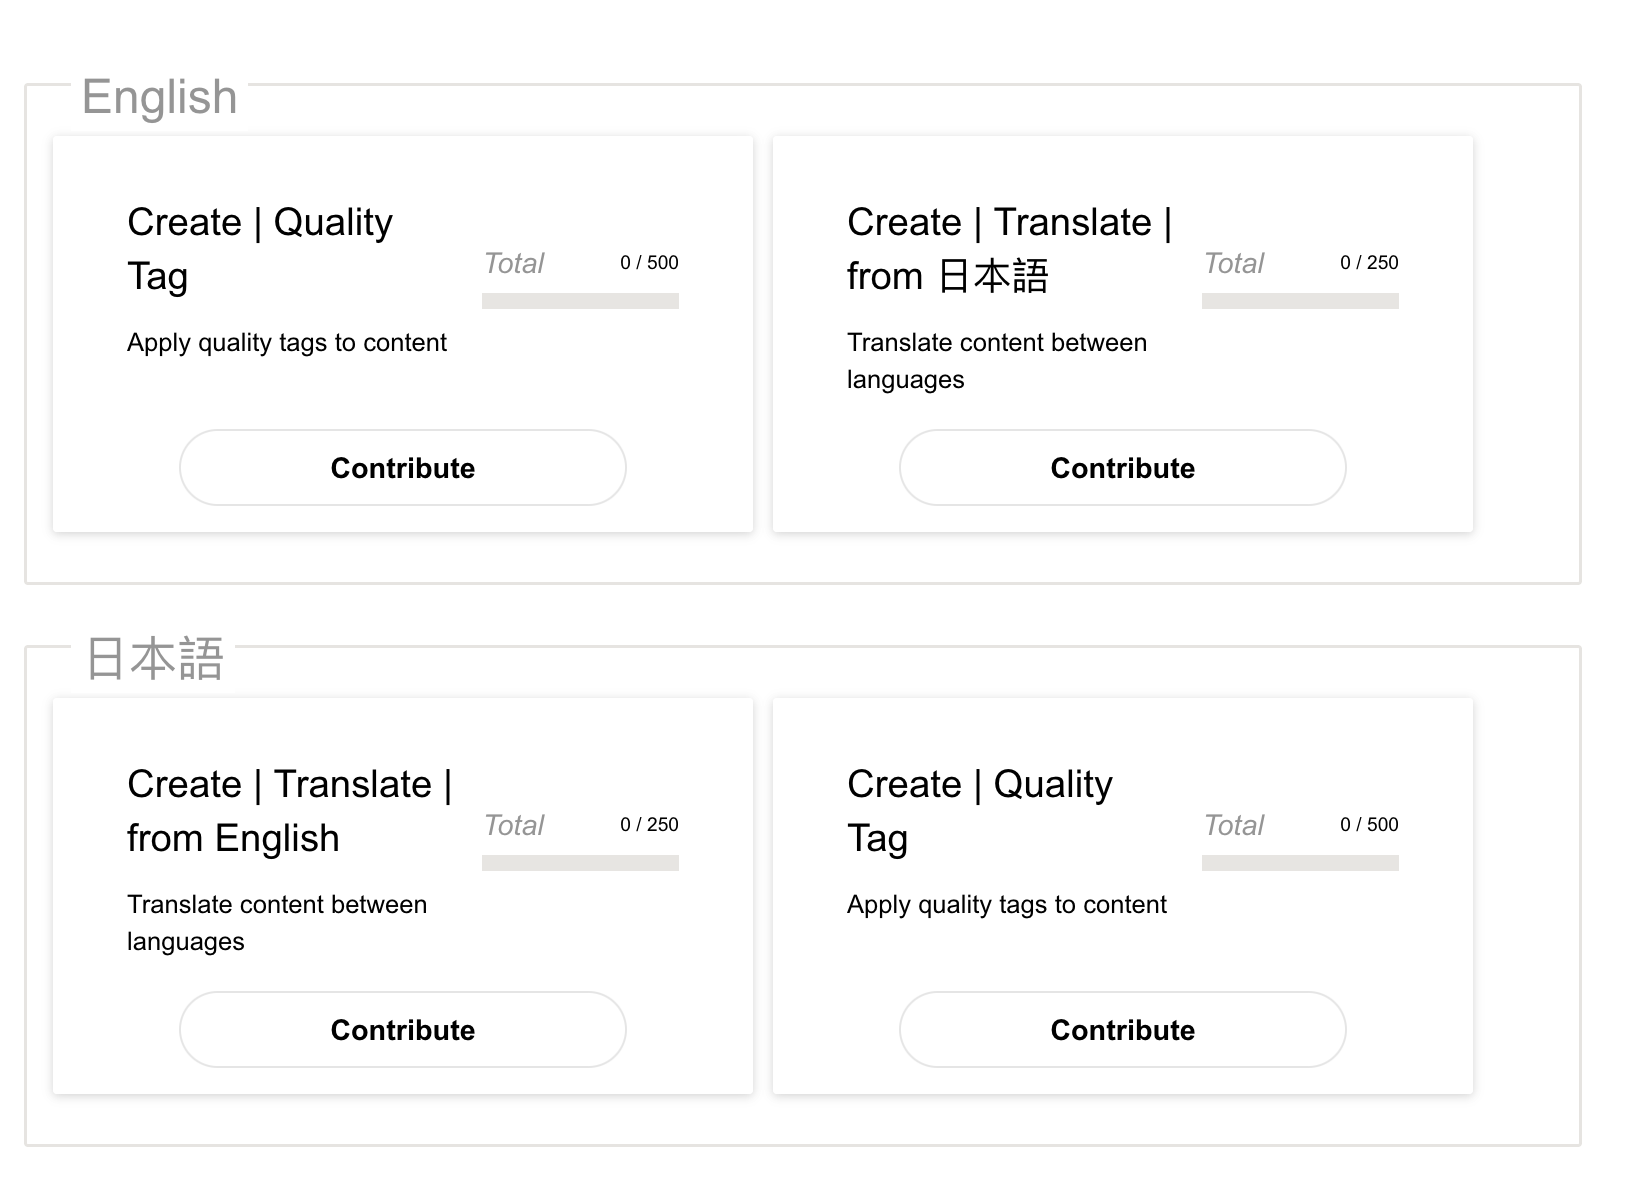 English
Create | Quality
Tag
Total 0 / 500
Apply quality tags to content
Contribute
Create | Translate |
from 日本語
Total 0 / 250
Translate content between
languages
Contribute
日本語
Create | Translate |
from English
Total 0 / 250
Translate content between
languages
Contribute
Create | Quality
Tag
Total 0 / 500
Apply quality tags to content
Contribute